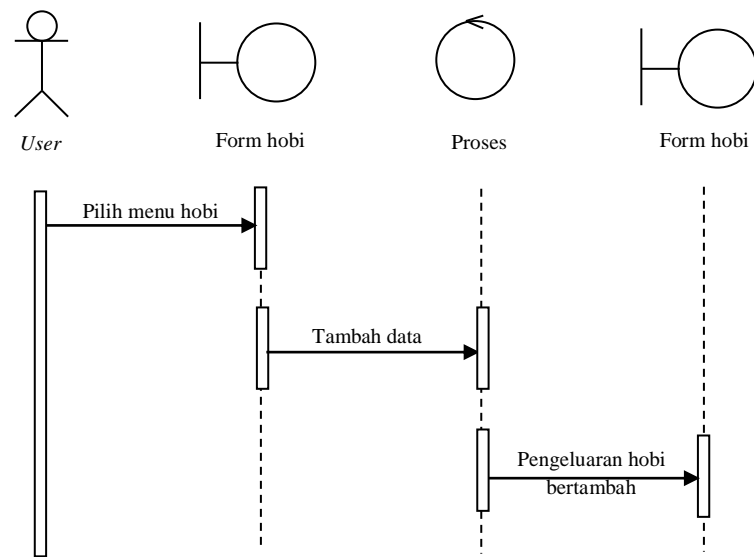 User
Form hobi
Proses
Form hobi
Pilih menu hobi
Tambah data
Pengeluaran hobi
bertambah